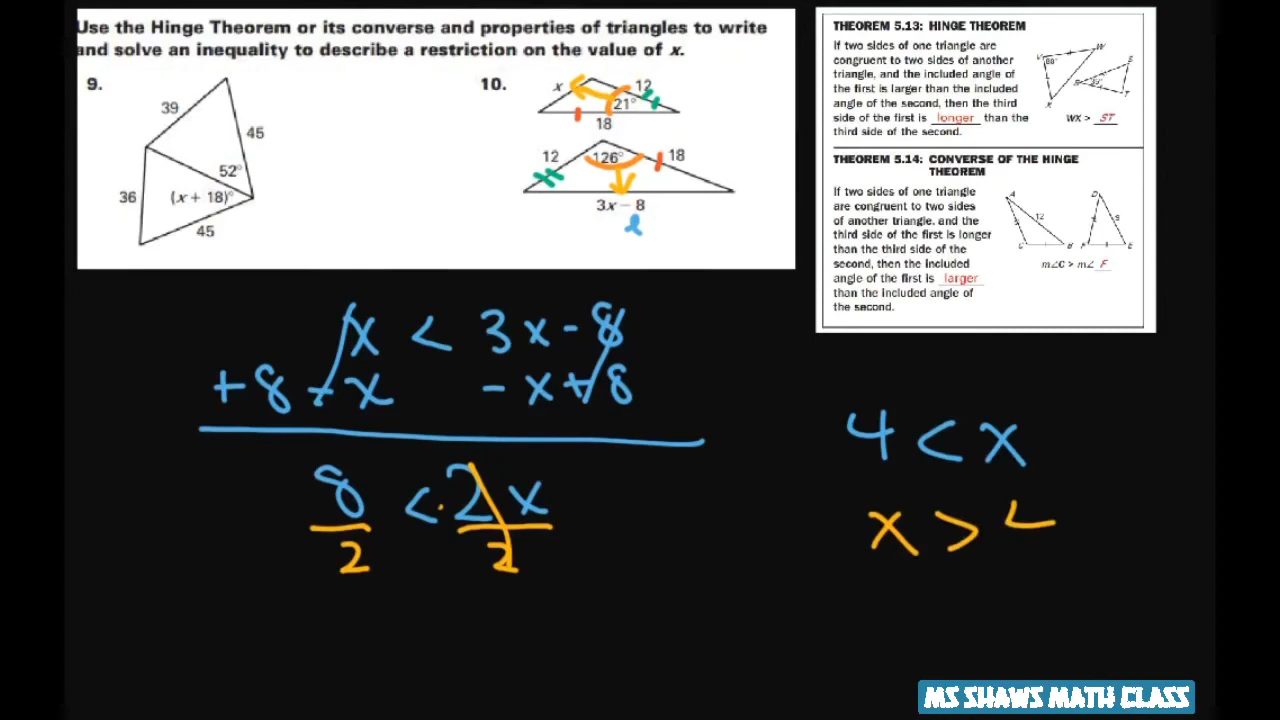 Use the Hinge Theorem or its converse and properties of triangles to write
and solve an inequality to describe a restriction on the value of x.
9.
39
45
52°
36
(x + 18)°
45
10.
x
12
21°
18
12
126°
18
3x – 8
THEOREM 5.13: HINGE THEOREM
If two sides of one triangle are
congruent to two sides of another
triangle, and the included angle of
the first is larger than the included
angle of the second, then the third
side of the first is longer than the
third side of the second.
V
W
88°
X
R
S
T
WX > ST
THEOREM 5.14: CONVERSE OF THE HINGE
THEOREM
If two sides of one triangle
are congruent to two sides
of another triangle, and the
third side of the first is longer
than the third side of the
second, then the included
angle of the first is larger
than the included angle of
the second.
A
12
C
B
D
9
F
E
m∠C > m∠ F
x < 3x - 8
+ 8 - x - x + 8
8 < 2x
2 2
4 < x
x >
MS SHAWS MATH CLASS